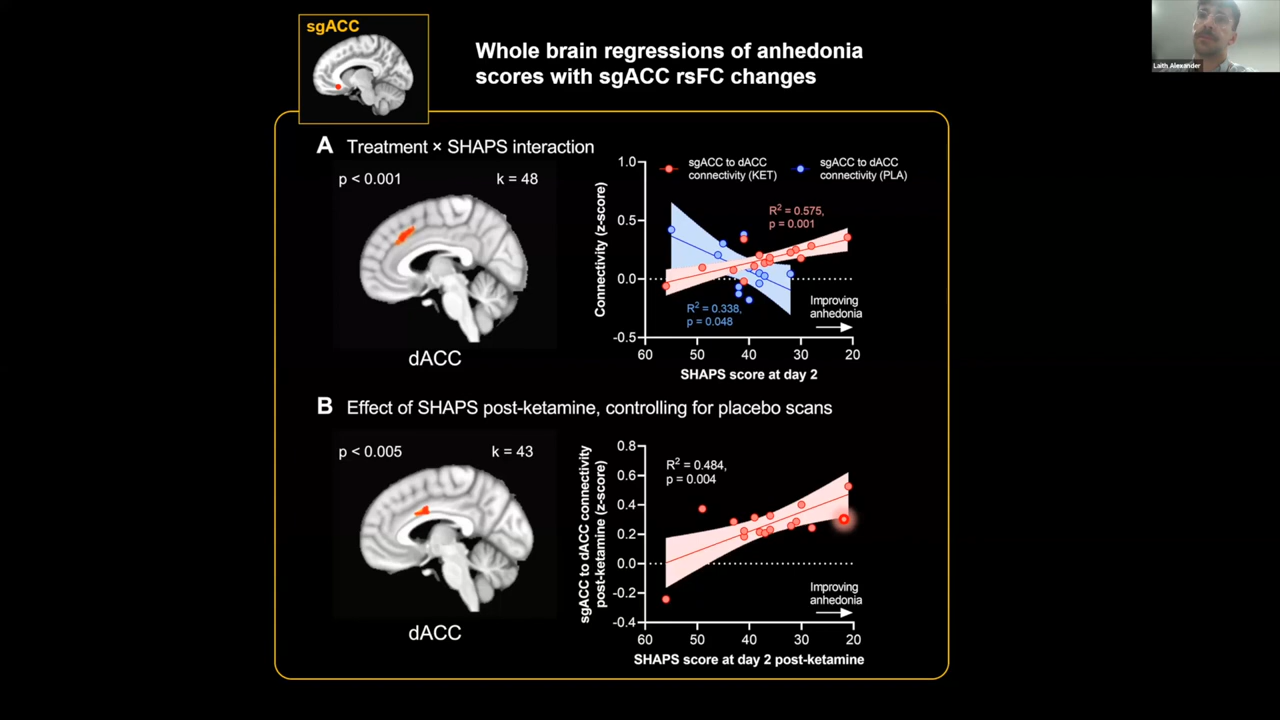 sgACC
Whole brain regressions of anhedonia
scores with sgACC rsFC changes
Laith Alexander
A Treatment × SHAPS interaction
p < 0.001 k = 48
dACC
sgACC to dACC
connectivity (KET)
sgACC to dACC
connectivity (PLA)
R² = 0.575,
p = 0.001
R² = 0.338,
p = 0.048
Improving
anhedonia
Connectivity (z-score)
1.0
0.5
0.0
-0.5
60 50 40 30 20
SHAPS score at day 2
B Effect of SHAPS post-ketamine, controlling for placebo scans
p < 0.005 k = 43
dACC
R² = 0.484,
p = 0.004
Improving
anhedonia
sgACC to dACC connectivity
post-ketamine (z-score)
0.8
0.6
0.4
0.2
0.0
-0.2
-0.4
60 50 40 30 20
SHAPS score at day 2 post-ketamine